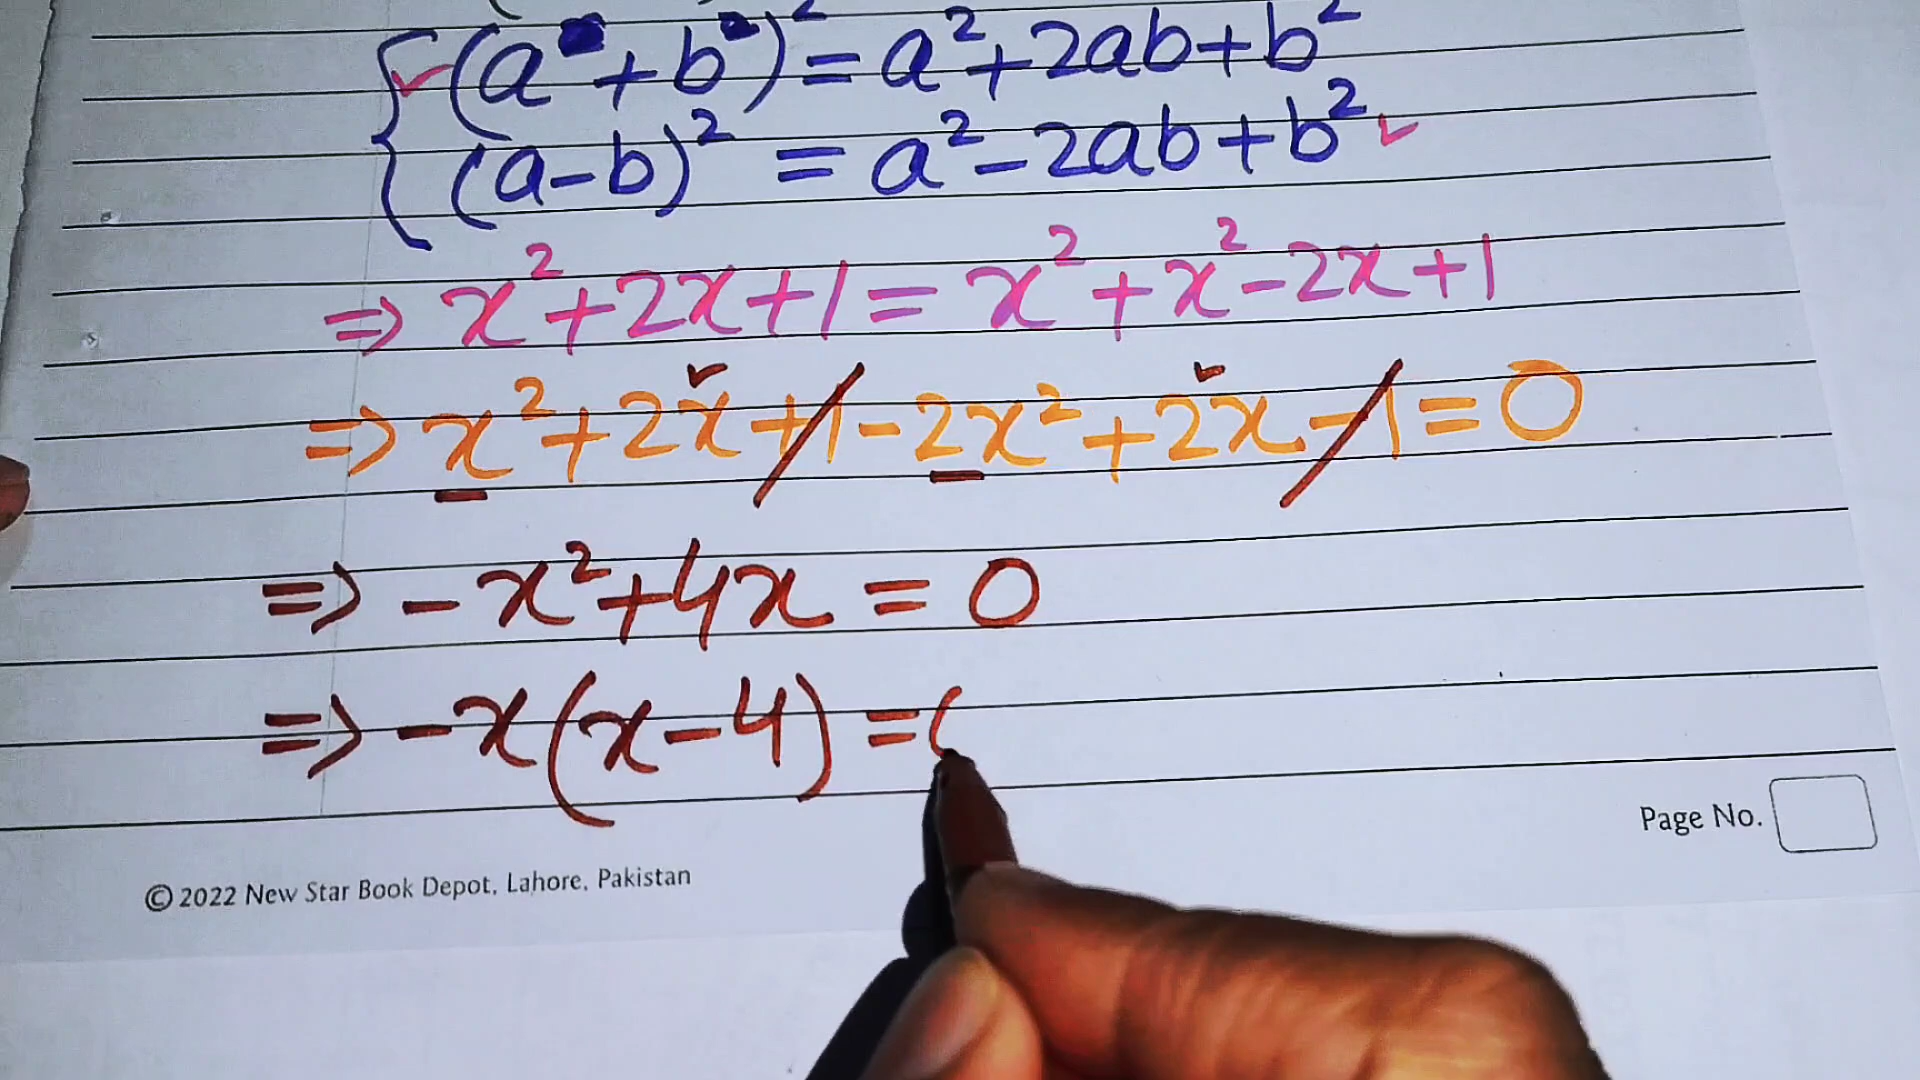 (a + b)² = a² + 2ab + b²
(a - b)² = a² - 2ab + b²
⇒ x² + 2x + 1 = x² + x² - 2x + 1
⇒ x² + 2x + 1 - 2x² + 2x - 1 = 0
⇒ -x² + 4x = 0
⇒ -x(x - 4) =
Page No.
© 2022 New Star Book Depot, Lahore, Pakistan